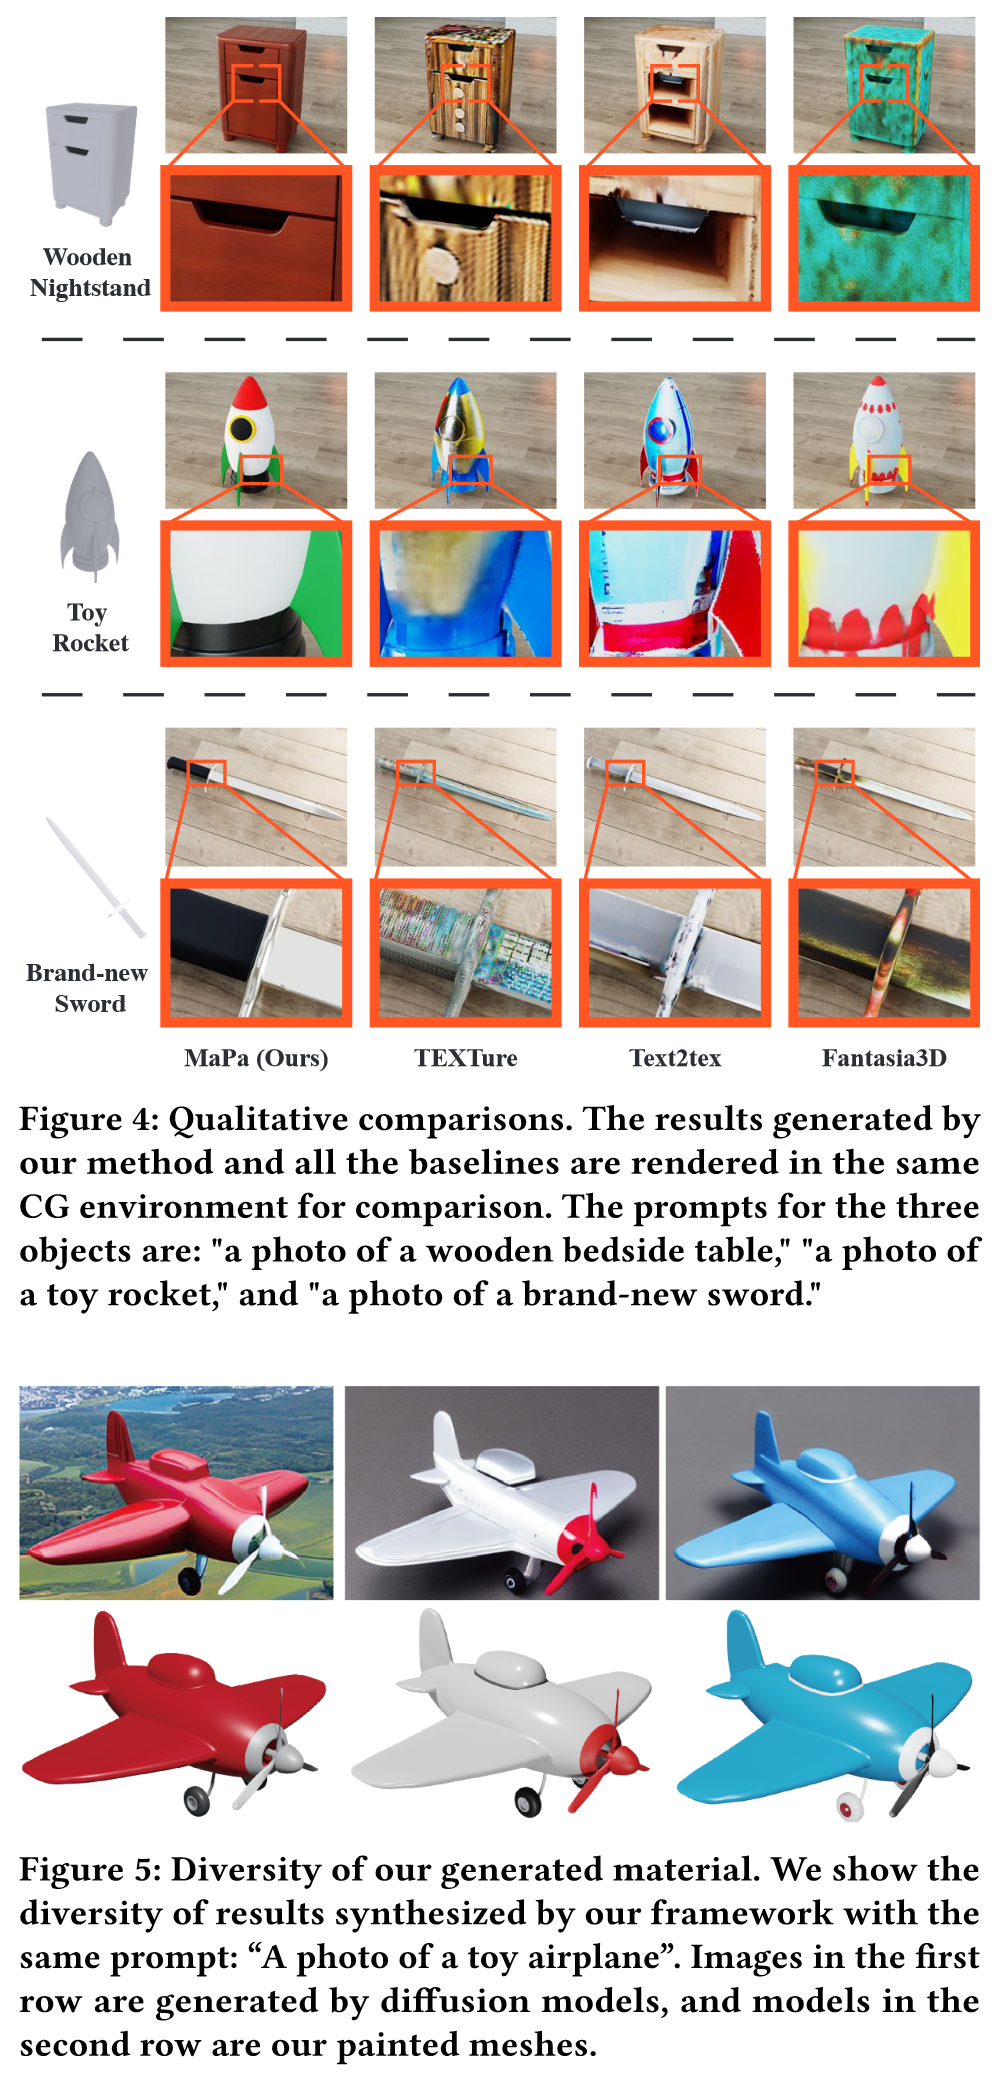 Wooden
Nightstand
Toy
Rocket
Brand-new
Sword
MaPa (Ours) TEXTure Text2tex Fantasia3D
Figure 4: Qualitative comparisons. The results generated by
our method and all the baselines are rendered in the same
CG environment for comparison. The prompts for the three
objects are: "a photo of a wooden bedside table," "a photo of
a toy rocket," and "a photo of a brand-new sword."
Figure 5: Diversity of our generated material. We show the
diversity of results synthesized by our framework with the
same prompt: “A photo of a toy airplane”. Images in the first
row are generated by diffusion models, and models in the
second row are our painted meshes.